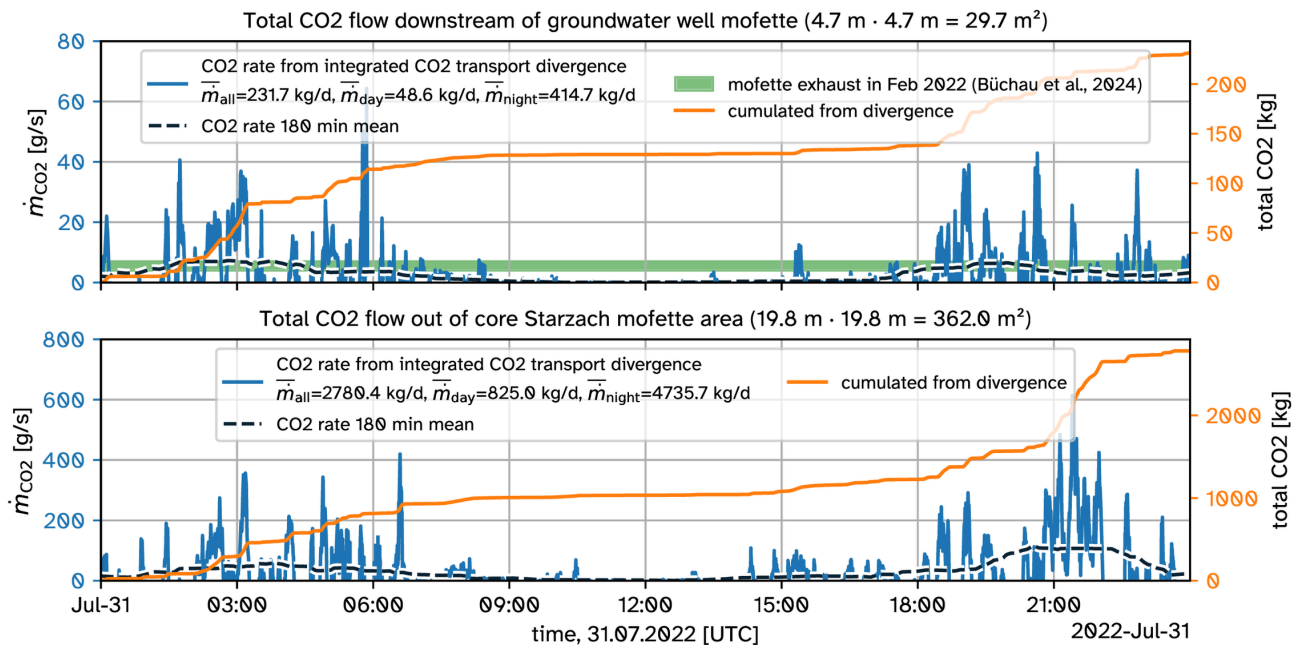 Total CO2 flow downstream of groundwater well mofette (4.7 m · 4.7 m = 29.7 m²)
80
60
40
20
0
ṁCO2 [g/s]
CO2 rate from integrated CO2 transport divergence
ṁall=231.7 kg/d, ṁday=48.6 kg/d, ṁnight=414.7 kg/d
CO2 rate 180 min mean
mofette exhaust in Feb 2022 (Büchau et al., 2024)
cumulated from divergence
200
150
100
50
0
total CO2 [kg]
Total CO2 flow out of core Starzach mofette area (19.8 m · 19.8 m = 362.0 m²)
800
600
400
200
0
ṁCO2 [g/s]
CO2 rate from integrated CO2 transport divergence
ṁall=2780.4 kg/d, ṁday=825.0 kg/d, ṁnight=4735.7 kg/d
CO2 rate 180 min mean
cumulated from divergence
2000
1000
0
total CO2 [kg]
Jul-31 03:00 06:00 09:00 12:00 15:00 18:00 21:00
time, 31.07.2022 [UTC]
2022-Jul-31